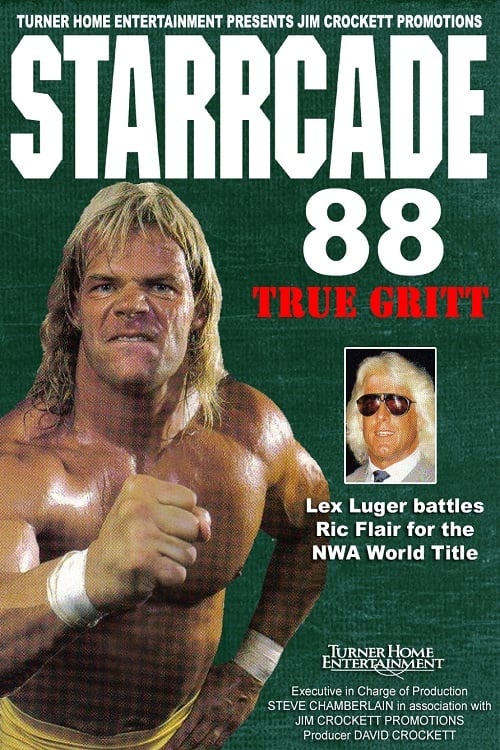 TURNER HOME ENTERTAINMENT PRESENTS JIM CROCKETT PROMOTIONS
STARRCADE
88
TRUE GRITT
Lex Luger battles
Ric Flair for the
NWA World Title
TURNER HOME
ENTERTAINMENT
Executive in Charge of Production
STEVE CHAMBERLAIN in association with
JIM CROCKETT PROMOTIONS
Producer DAVID CROCKETT